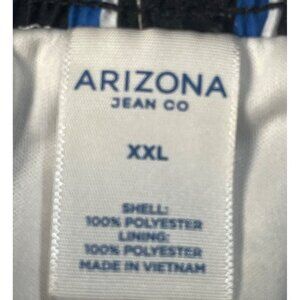 ARIZONA
JEAN CO
XXL
SHELL:
100% POLYESTER
LINING:
100% POLYESTER
MADE IN VIETNAM